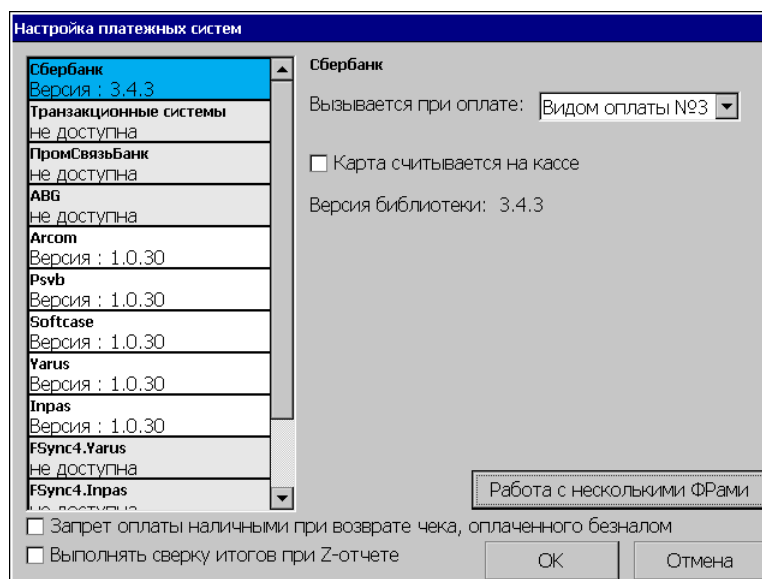 Настройка платежных систем
Сбербанк
Версия : 3.4.3
Транзакционные системы
не доступна
ПромСвязьБанк
не доступна
ABG
не доступна
Arcom
Версия : 1.0.30
Psvb
Версия : 1.0.30
Softcase
Версия : 1.0.30
Yarus
Версия : 1.0.30
Inpas
Версия : 1.0.30
FSync4.Yarus
не доступна
FSync4.Inpas
не доступна
Сбербанк
Вызывается при оплате: Видом оплаты №3
Карта считывается на кассе
Версия библиотеки: 3.4.3
Работа с несколькими ФРами
Запрет оплаты наличными при возврате чека, оплаченного безналом
Выполнять сверку итогов при Z-отчете
OK
Отмена